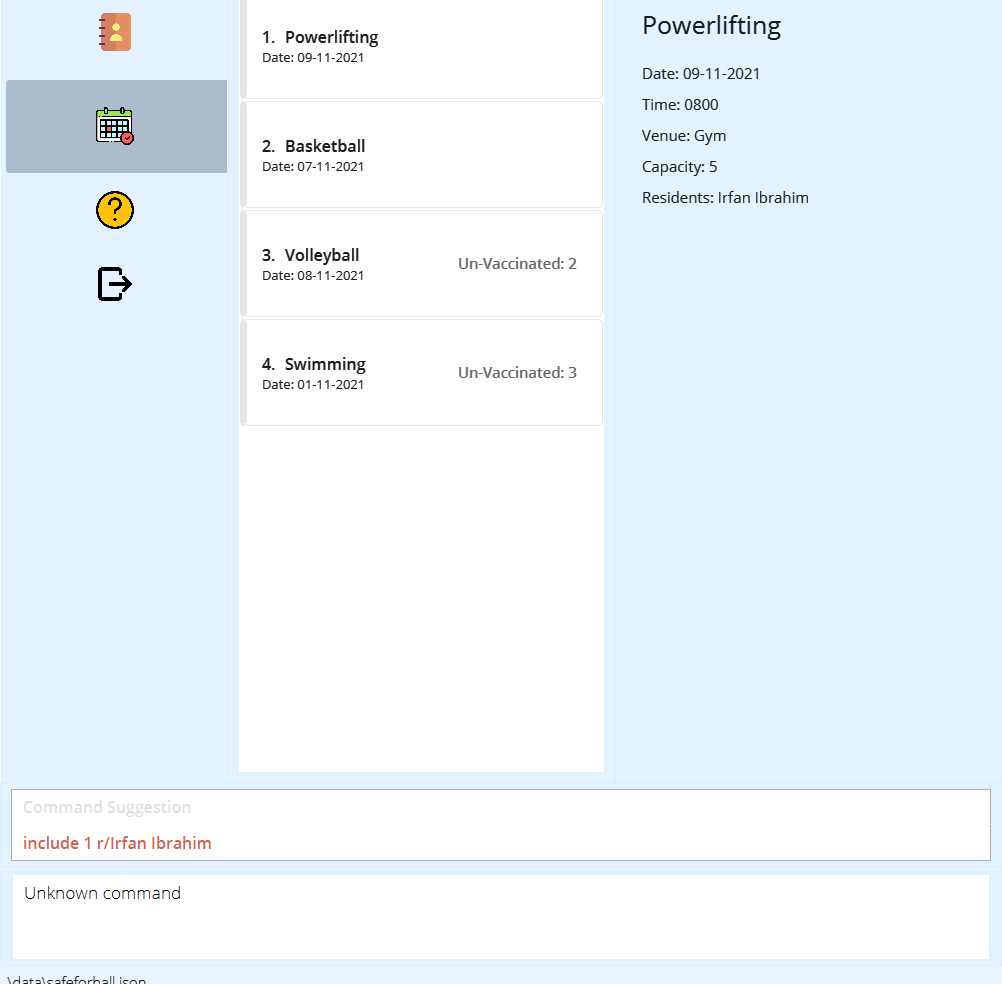 1. Powerlifting
Date: 09-11-2021
2. Basketball
Date: 07-11-2021
3. Volleyball
Date: 08-11-2021
Un-Vaccinated: 2
4. Swimming
Date: 01-11-2021
Un-Vaccinated: 3
Powerlifting
Date: 09-11-2021
Time: 0800
Venue: Gym
Capacity: 5
Residents: Irfan Ibrahim
Command Suggestion
include 1 r/Irfan Ibrahim
Unknown command
\data\safeforhall.json